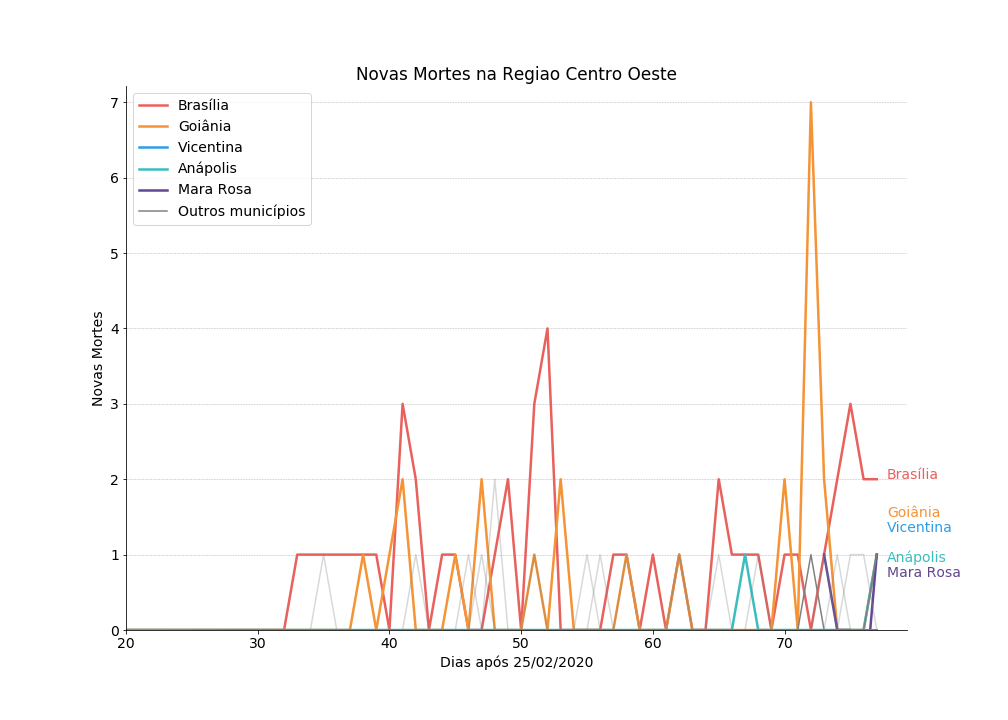 Novas Mortes na Regiao Centro Oeste
Brasília
Goiânia
Vicentina
Anápolis
Mara Rosa
Outros municípios
7
6
5
4
3
2
1
0
Novas Mortes
20 30 40 50 60 70
Dias após 25/02/2020
Brasília
Goiânia
Vicentina
Anápolis
Mara Rosa